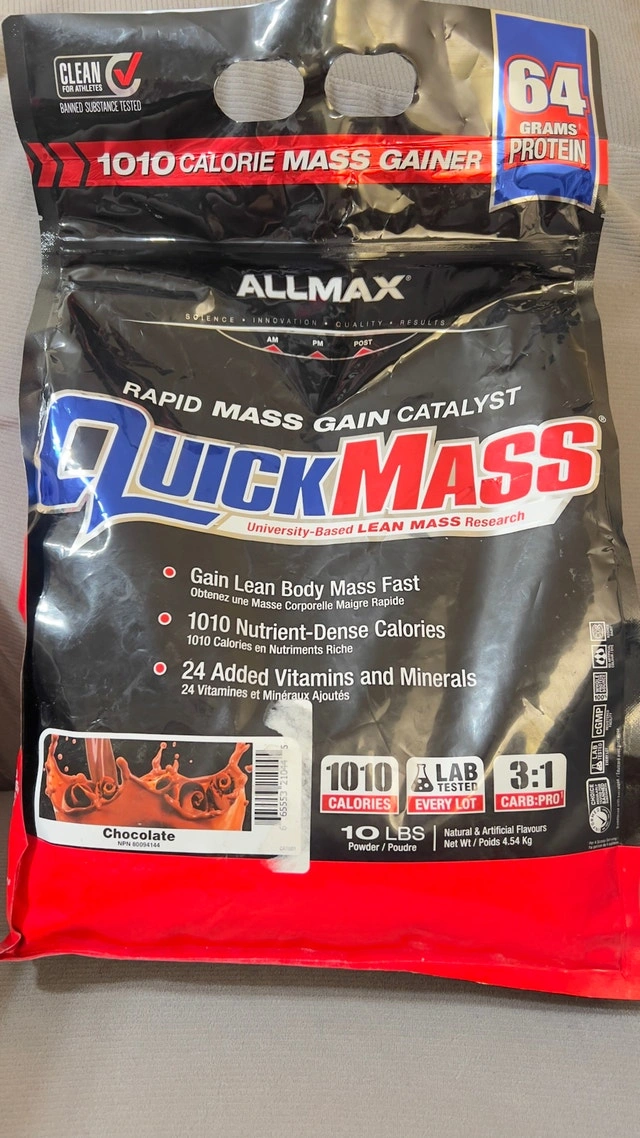 CLEAN
FOR ATHLETES
BANNED SUBSTANCE TESTED
64
GRAMS
PROTEIN
1010 CALORIE MASS GAINER
ALLMAX®
SCIENCE • INNOVATION • QUALITY • RESULTS
AM PM POST
RAPID MASS GAIN CATALYST
QUICKMASS®
University-Based LEAN MASS Research
Gain Lean Body Mass Fast
Obtenez une Masse Corporelle Maigre Rapide
1010 Nutrient-Dense Calories
1010 Calories en Nutriments Riche
24 Added Vitamins and Minerals
24 Vitamines et Minéraux Ajoutés
Chocolate
NPN 80094144
1010
CALORIES
LAB
TESTED
EVERY LOT
3:1
CARB:PRO
10 LBS
Powder / Poudre
Natural & Artificial Flavours
Net Wt / Poids 4.54 Kg
cGMP
LAB
TESTED